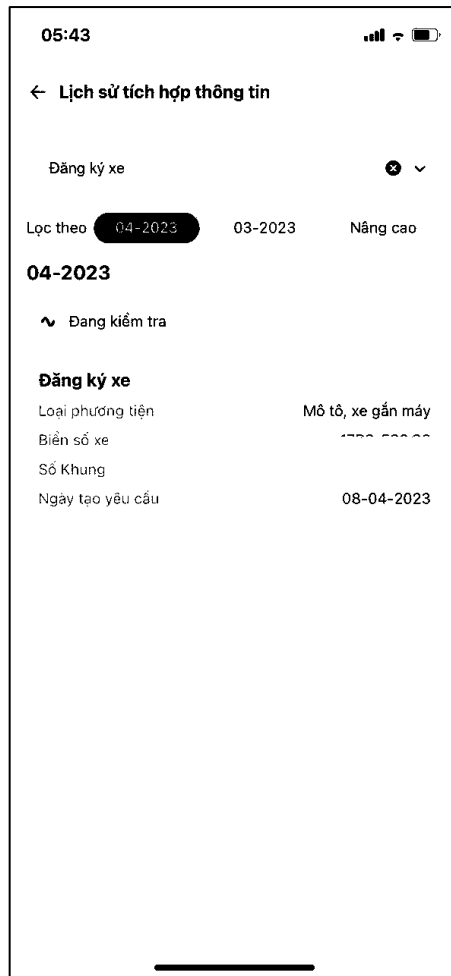 05:43
← Lịch sử tích hợp thông tin
Đăng ký xe
Lọc theo 04-2023 03-2023 Nâng cao
04-2023
Đang kiểm tra
Đăng ký xe
Loại phương tiện Mô tô, xe gắn máy
Biển số xe
Số Khung
Ngày tạo yêu cầu 08-04-2023